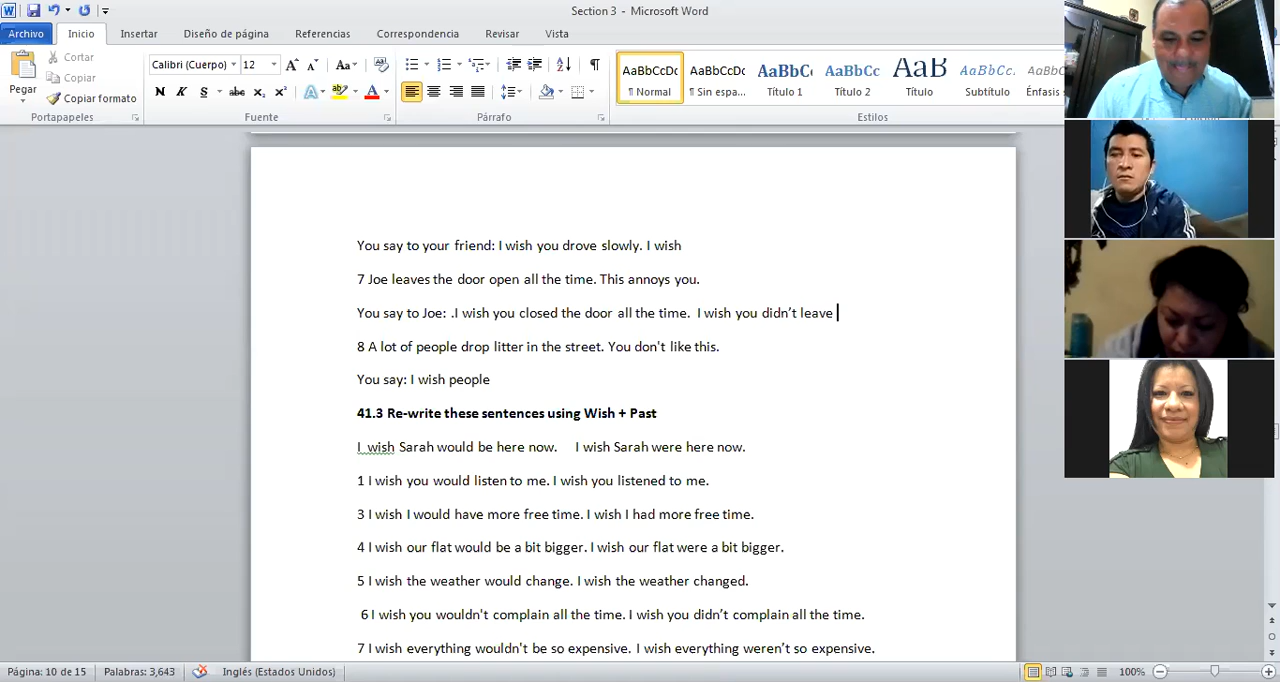 Section 3 - Microsoft Word
Archivo Inicio Insertar Diseño de página Referencias Correspondencia Revisar Vista
Pegar
Cortar
Copiar
Copiar formato
Portapapeles
Calibri (Cuerpo) 12
N K S abc x₂ x² A ab A
Aa
Fuente
Párrafo
AaBbCcDc AaBbCcDc AaBbC AaBbCc AaB AaBbCc. AaBbCc
¶ Normal ¶ Sin espa... Título 1 Título 2 Título Subtítulo Énfasis s
Estilos
You say to your friend: I wish you drove slowly. I wish
7 Joe leaves the door open all the time. This annoys you.
You say to Joe: .I wish you closed the door all the time. I wish you didn’t leave
8 A lot of people drop litter in the street. You don't like this.
You say: I wish people
41.3 Re-write these sentences using Wish + Past
I wish Sarah would be here now. I wish Sarah were here now.
1 I wish you would listen to me. I wish you listened to me.
3 I wish I would have more free time. I wish I had more free time.
4 I wish our flat would be a bit bigger. I wish our flat were a bit bigger.
5 I wish the weather would change. I wish the weather changed.
6 I wish you wouldn't complain all the time. I wish you didn’t complain all the time.
7 I wish everything wouldn't be so expensive. I wish everything weren’t so expensive.
Página: 10 de 15 Palabras: 3,643 Inglés (Estados Unidos) 100%